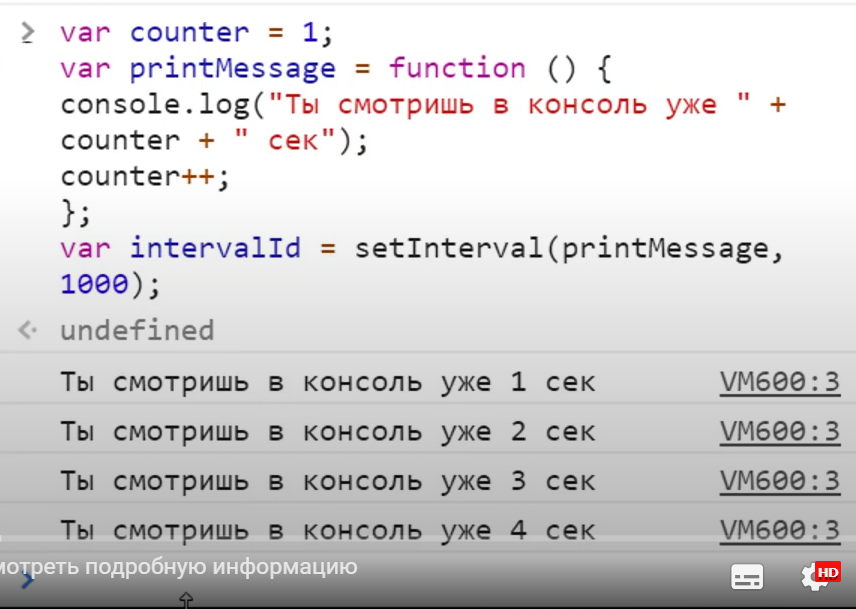 var counter = 1;
var printMessage = function () {
console.log("Ты смотришь в консоль уже " +
counter + " сек");
counter++;
};
var intervalId = setInterval(printMessage,
1000);
undefined
Ты смотришь в консоль уже 1 сек VM600:3
Ты смотришь в консоль уже 2 сек VM600:3
Ты смотришь в консоль уже 3 сек VM600:3
Ты смотришь в консоль уже 4 сек VM600:3
подробную информацию
HD